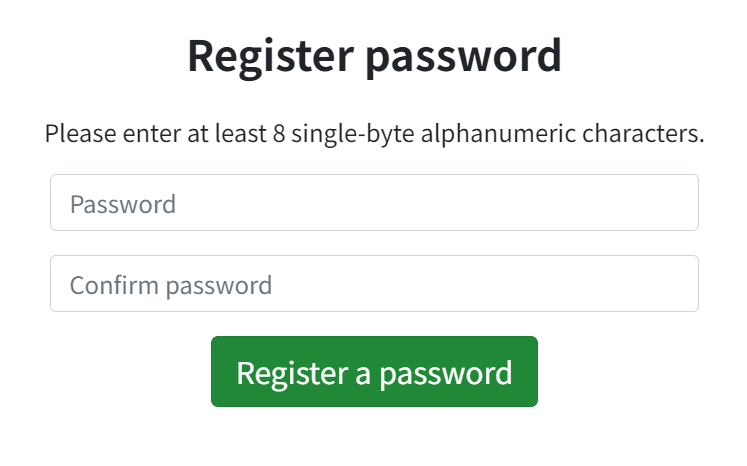 Register password
Please enter at least 8 single-byte alphanumeric characters.
Password
Confirm password
Register a password